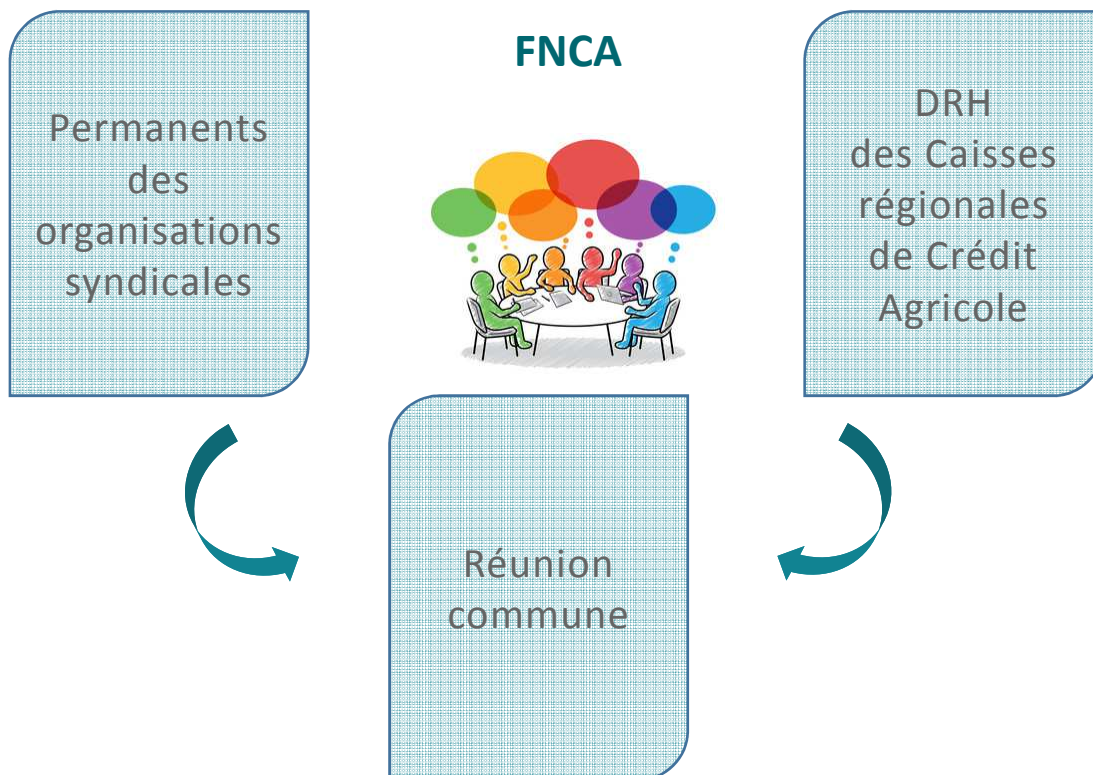 FNCA
Permanents
des
organisations
syndicales
DRH
des Caisses
régionales
de Crédit
Agricole
Réunion
commune